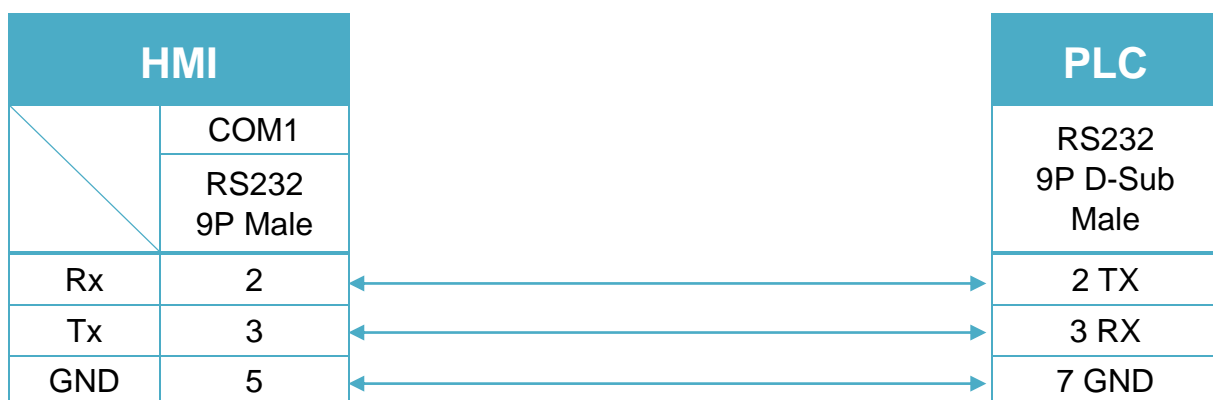 HMI
PLC
COM1
RS232
9P Male
RS232
9P D-Sub
Male
Rx 2 2 TX
Tx 3 3 RX
GND 5 7 GND